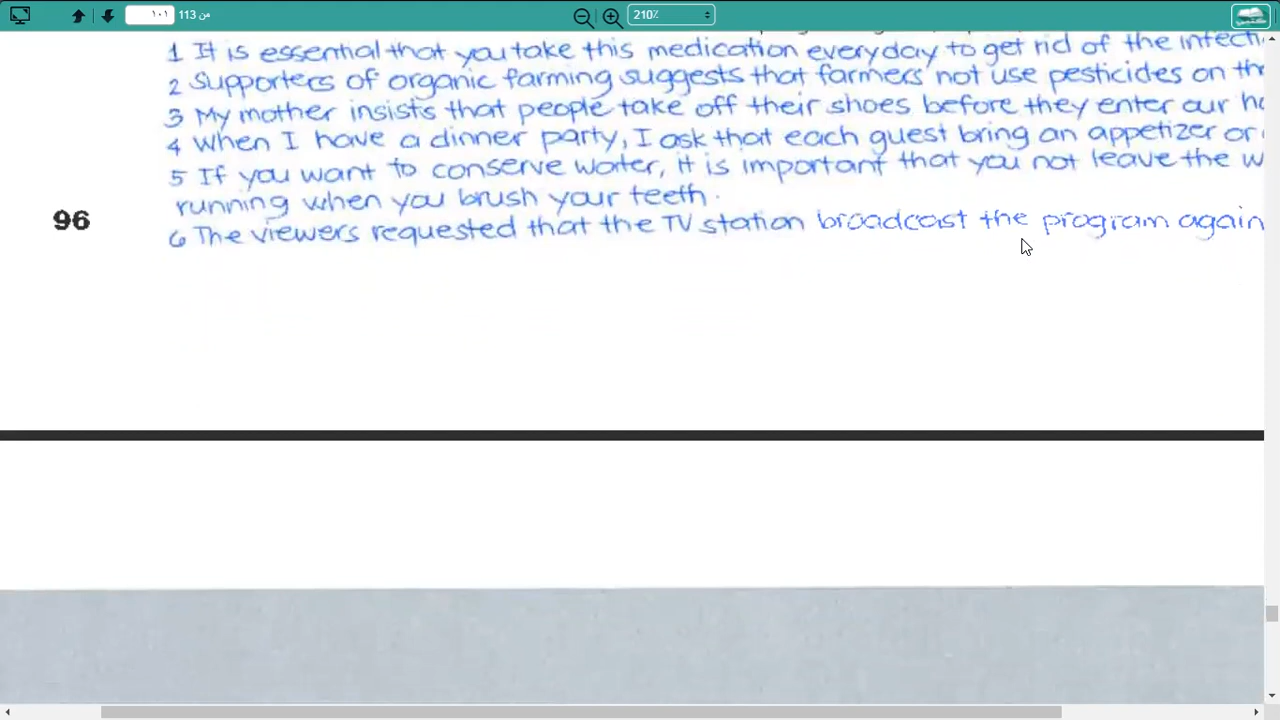 ١٠١ من 113 210٪
1 It is essential that you take this medication everyday to get rid of the
2 Supporters of organic farming suggests that farmers not use pesticides on
3 My mother insists that people take off their shoes before they enter our
4 When I have a dinner party, I ask that each guest bring an appetizer or
5 If you want to conserve water, it is important that you not leave the
running when you brush your teeth.
96
6 The viewers requested that the TV station broadcast the program again